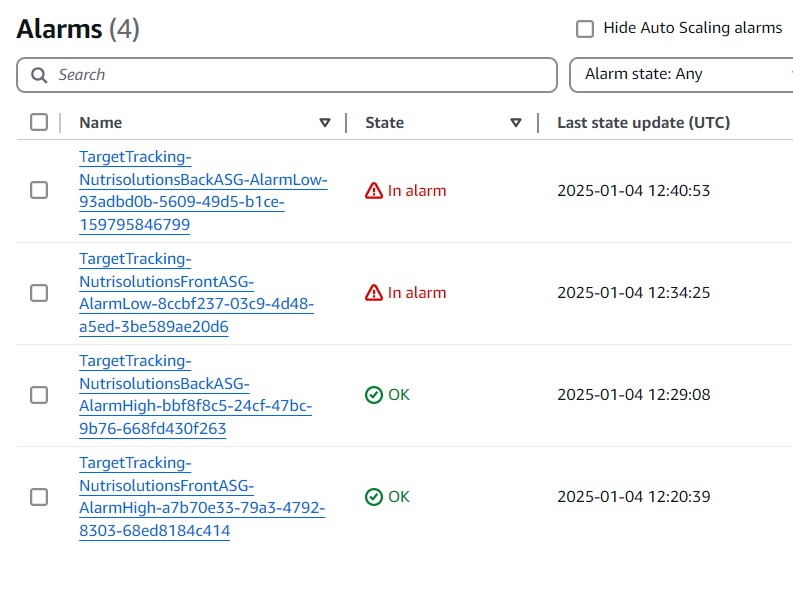 Alarms (4)
Hide Auto Scaling alarms
Search
Alarm state: Any
Name
State
Last state update (UTC)
TargetTracking-
NutrisolutionsBackASG-AlarmLow-
93adbd0b-5609-49d5-b1ce-
159795846799
In alarm
2025-01-04 12:40:53
TargetTracking-
NutrisolutionsFrontASG-
AlarmLow-8ccbf237-03c9-4d48-
a5ed-3be589ae20d6
In alarm
2025-01-04 12:34:25
TargetTracking-
NutrisolutionsBackASG-
AlarmHigh-bbf8f8c5-24cf-47bc-
9b76-668fd430f263
OK
2025-01-04 12:29:08
TargetTracking-
NutrisolutionsFrontASG-
AlarmHigh-a7b70e33-79a3-4792-
8303-68ed8184c414
OK
2025-01-04 12:20:39